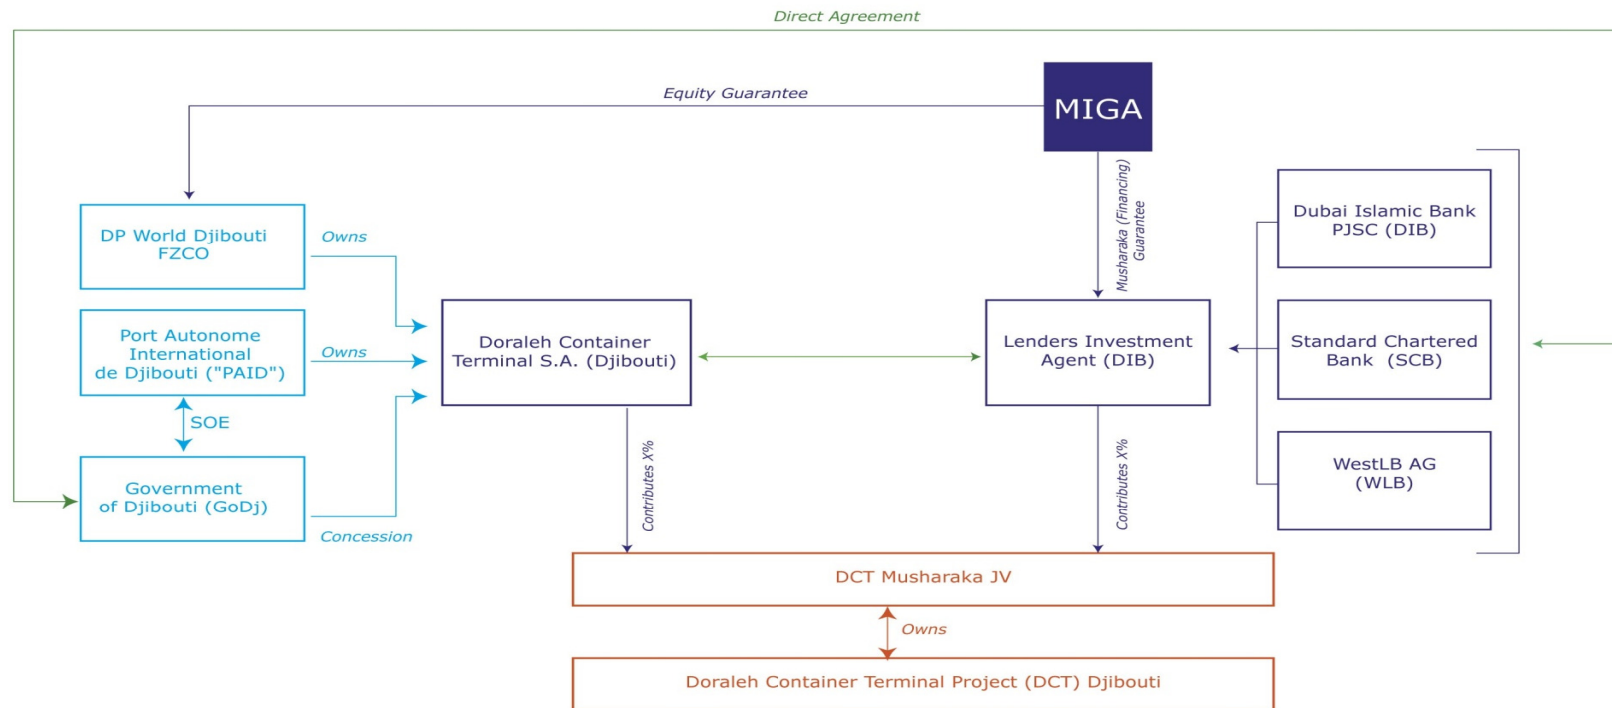 Direct Agreement
Equity Guarantee
MIGA
Musharaka (Financing)
Guarantee
DP World Djibouti
FZCO
Owns
Port Autonome
International
de Djibouti ("PAID")
Owns
SOE
Government
of Djibouti (GoDj)
Concession
Doraleh Container
Terminal S.A. (Djibouti)
Lenders Investment
Agent (DIB)
Dubai Islamic Bank
PJSC (DIB)
Standard Chartered
Bank (SCB)
WestLB AG
(WLB)
Contributes X%
Contributes X%
DCT Musharaka JV
Owns
Doraleh Container Terminal Project (DCT) Djibouti